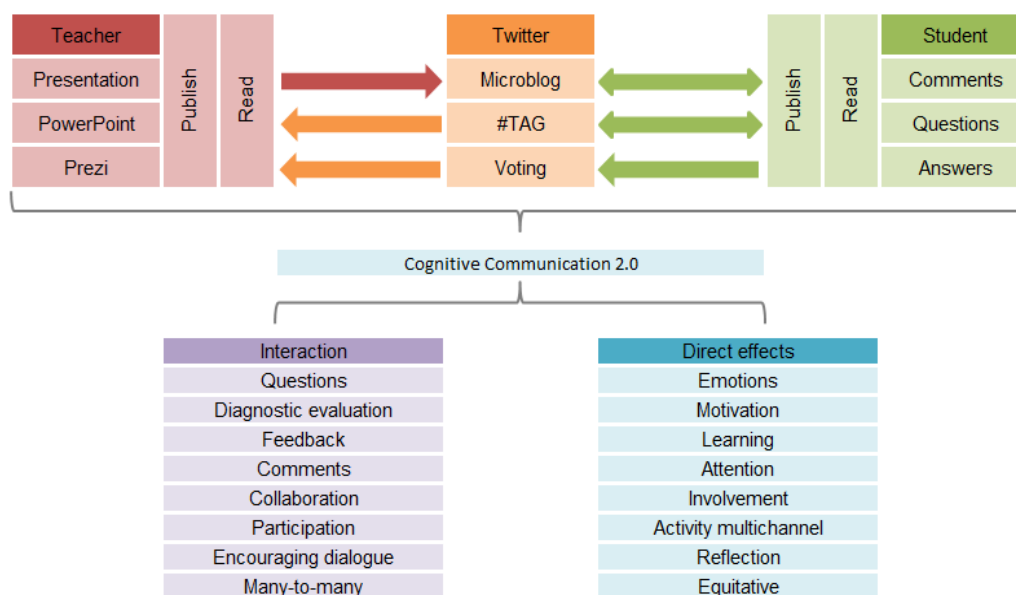 Teacher
Presentation
PowerPoint
Prezi
Publish
Read
Twitter
Microblog
#TAG
Voting
Publish
Read
Student
Comments
Questions
Answers
Cognitive Communication 2.0
Interaction
Questions
Diagnostic evaluation
Feedback
Comments
Collaboration
Participation
Encouraging dialogue
Many-to-many
Direct effects
Emotions
Motivation
Learning
Attention
Involvement
Activity multichannel
Reflection
Equitative